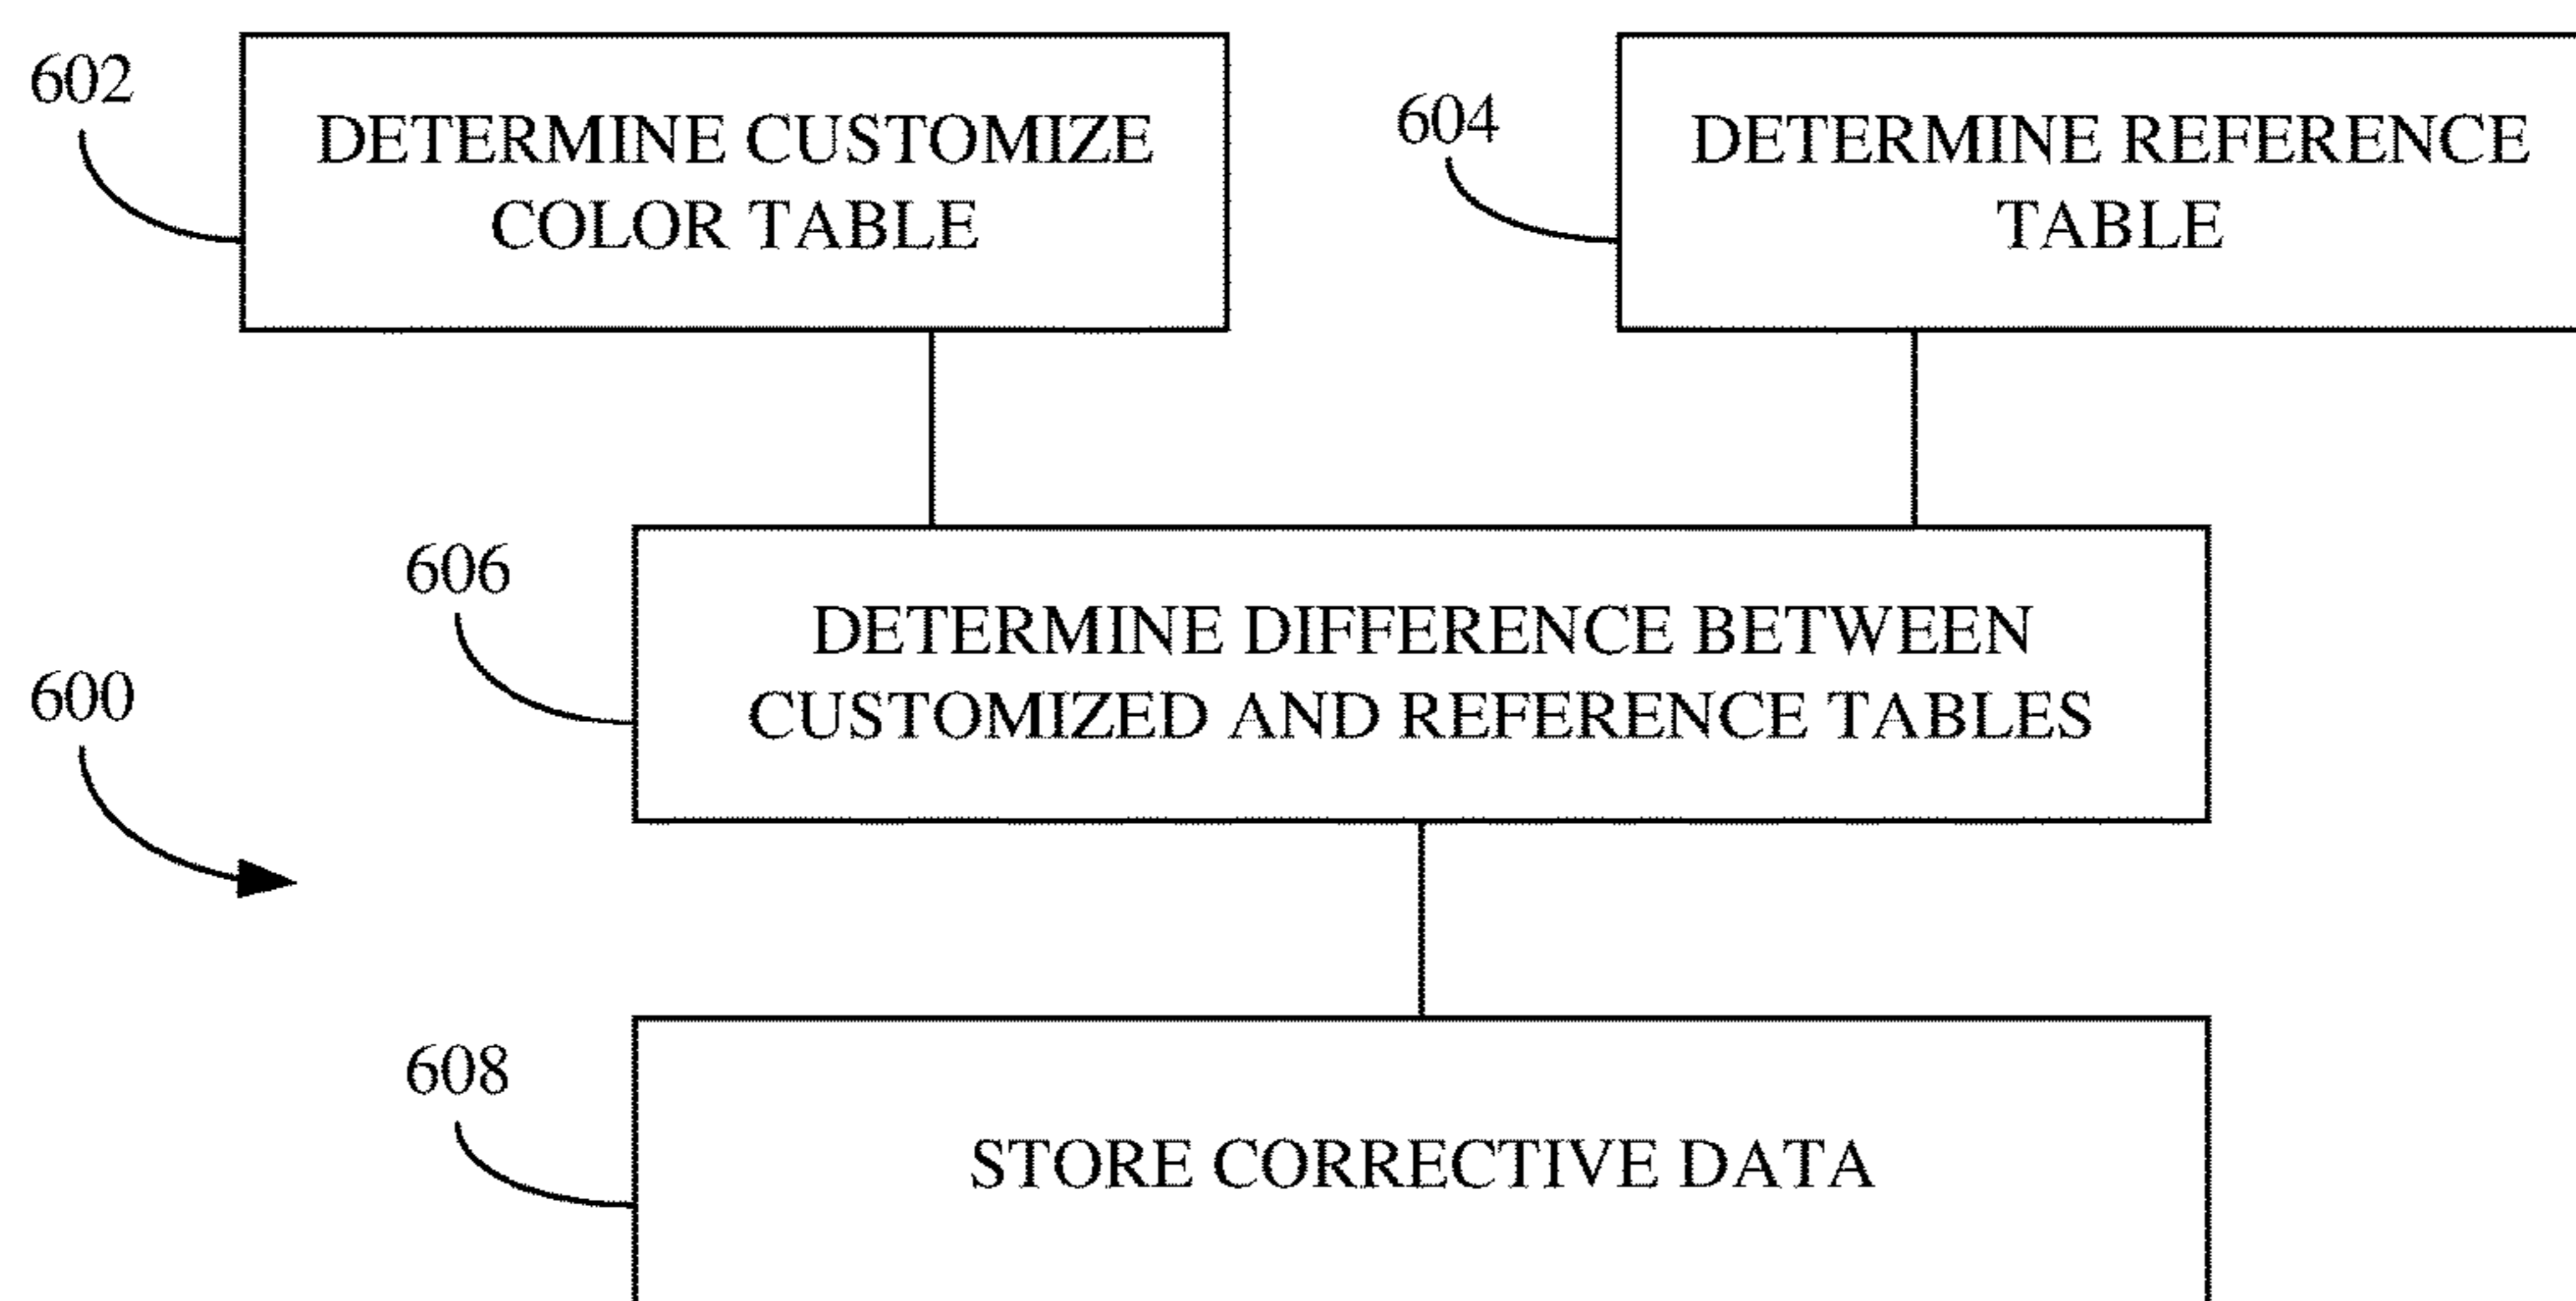 602
DETERMINE CUSTOMIZE
COLOR TABLE
604
DETERMINE REFERENCE
TABLE
606
DETERMINE DIFFERENCE BETWEEN
CUSTOMIZED AND REFERENCE TABLES
600
608
STORE CORRECTIVE DATA